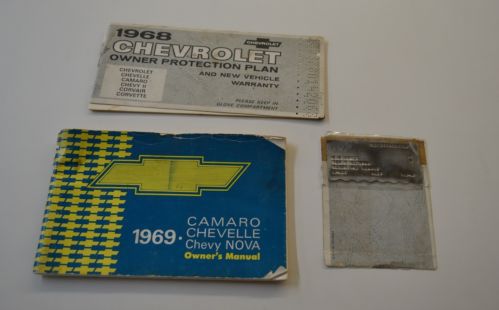 1968
CHEVROLET
CHEVROLET
OWNER PROTECTION PLAN
AND NEW VEHICLE
WARRANTY
CHEVROLET
CHEVELLE
CAMARO
CHEVY II
CORVAIR
CORVETTE
PLEASE KEEP IN
GLOVE COMPARTMENT
1969
CAMARO
CHEVELLE
Chevy NOVA
Owner's Manual